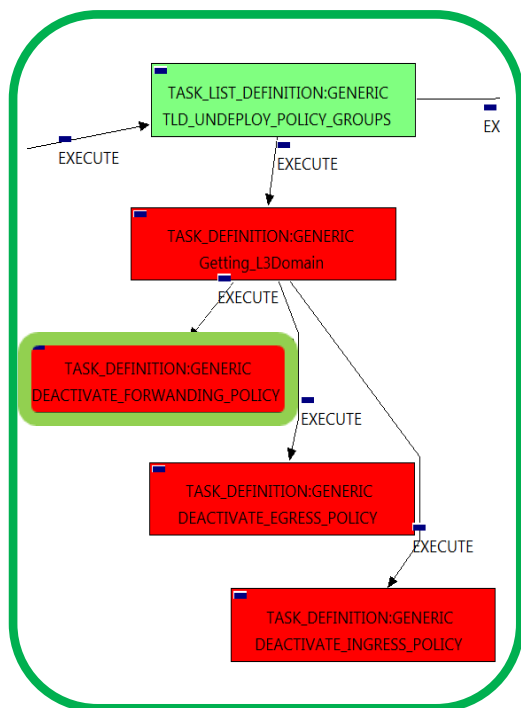 TASK_LIST_DEFINITION:GENERIC
TLD_UNDEPLOY_POLICY_GROUPS
EX
EXECUTE
EXECUTE
TASK_DEFINITION:GENERIC
Getting_L3Domain
EXECUTE
TASK_DEFINITION:GENERIC
DEACTIVATE_FORWANDING_POLICY
EXECUTE
TASK_DEFINITION:GENERIC
DEACTIVATE_EGRESS_POLICY
EXECUTE
TASK_DEFINITION:GENERIC
DEACTIVATE_INGRESS_POLICY